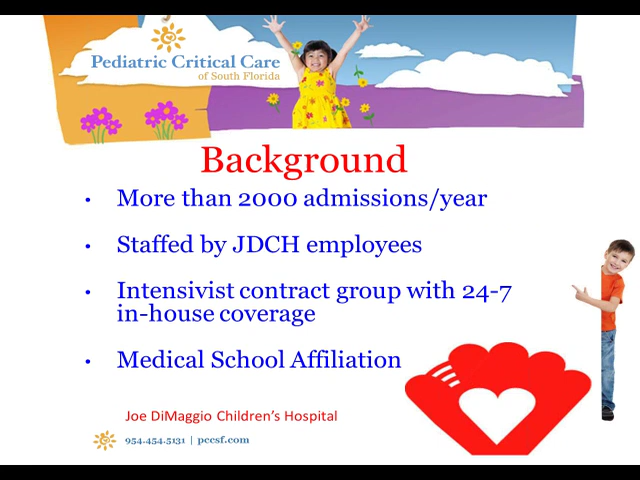 Pediatric Critical Care
of South Florida
Background
• More than 2000 admissions/year
• Staffed by JDCH employees
• Intensivist contract group with 24-7
in-house coverage
• Medical School Affiliation
Joe DiMaggio Children's Hospital
954.454.5131 | pccsf.com